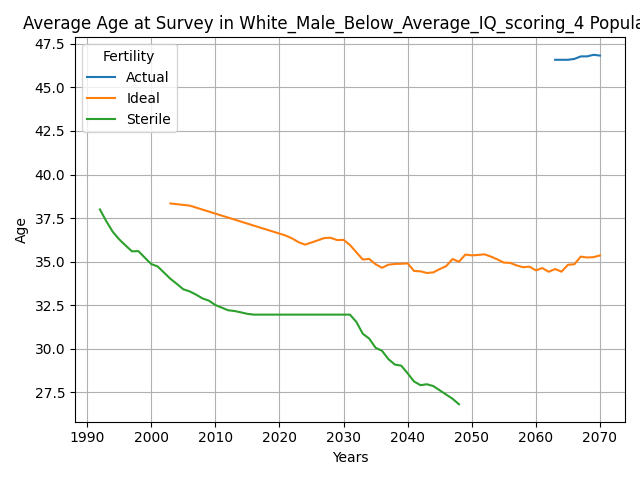 Average Age at Survey in White_Male_Below_Average_IQ_scoring_4 Popula
47.5
45.0
42.5
40.0
37.5
35.0
32.5
30.0
27.5
Age
Fertility
Actual
Ideal
Sterile
1990 2000 2010 2020 2030 2040 2050 2060 2070
Years